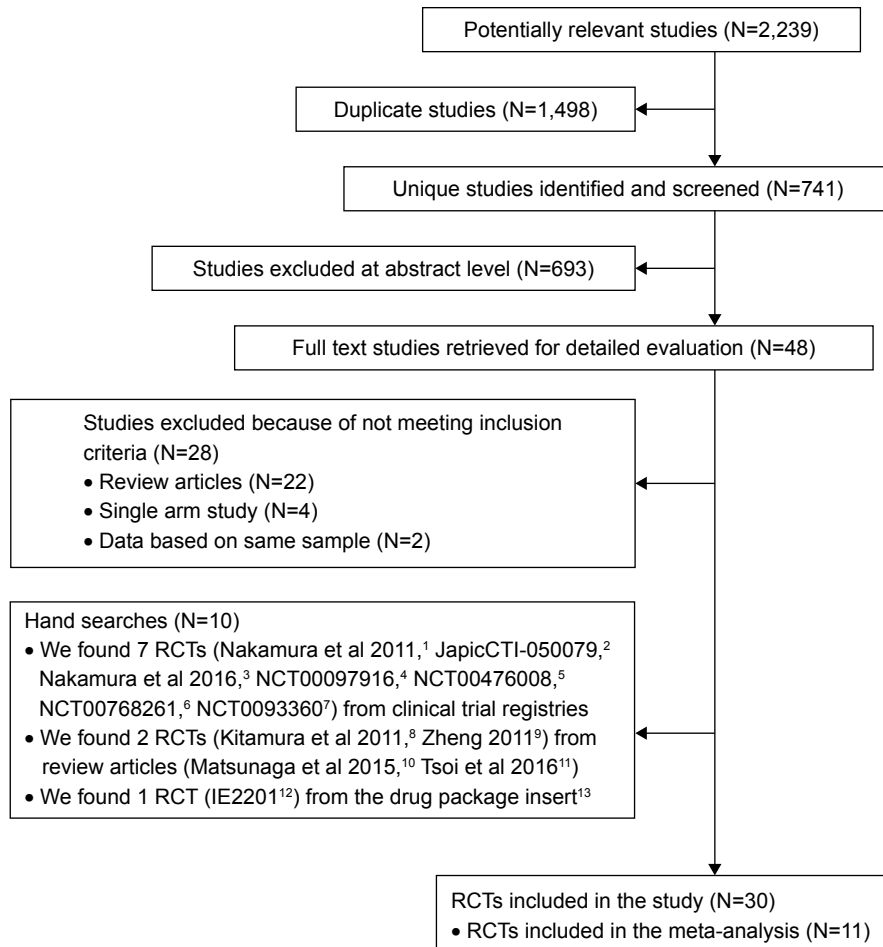 Potentially relevant studies (N=2,239)
Duplicate studies (N=1,498)
Unique studies identified and screened (N=741)
Studies excluded at abstract level (N=693)
Full text studies retrieved for detailed evaluation (N=48)
Studies excluded because of not meeting inclusion
criteria (N=28)
• Review articles (N=22)
• Single arm study (N=4)
• Data based on same sample (N=2)
Hand searches (N=10)
• We found 7 RCTs (Nakamura et al 2011,¹ JapicCTI-050079,²
Nakamura et al 2016,³ NCT00097916,⁴ NCT00476008,⁵
NCT00768261,⁶ NCT0093360⁷) from clinical trial registries
• We found 2 RCTs (Kitamura et al 2011,⁸ Zheng 2011⁹) from
review articles (Matsunaga et al 2015,¹⁰ Tsoi et al 2016¹¹)
• We found 1 RCT (IE2201¹²) from the drug package insert¹³
RCTs included in the study (N=30)
• RCTs included in the meta-analysis (N=11)